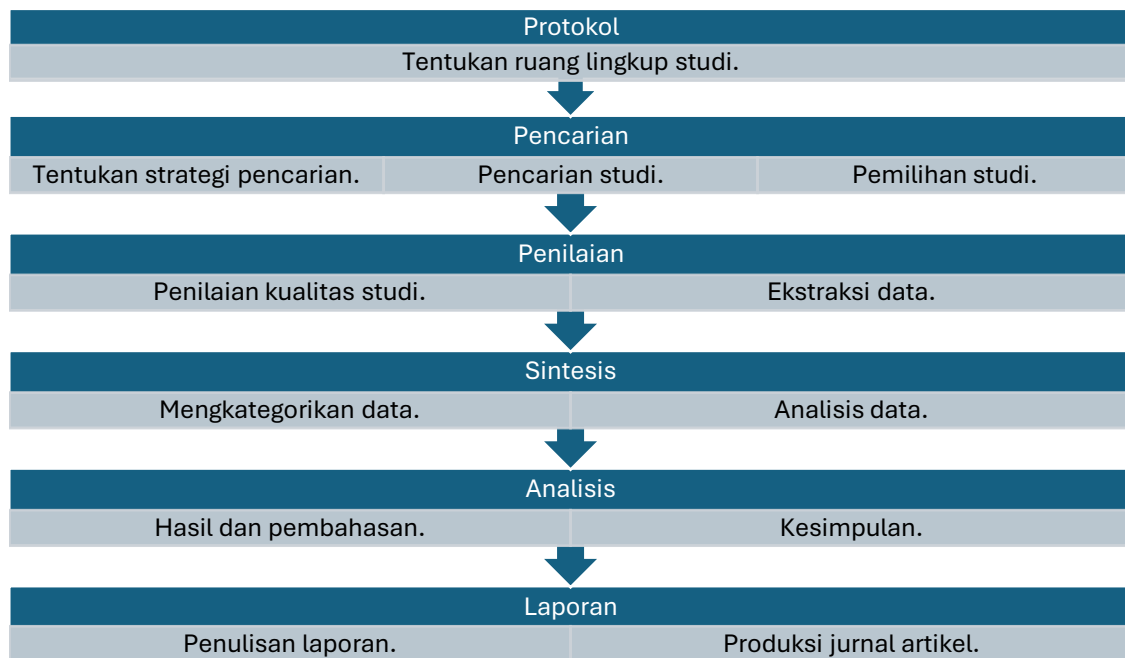 Protokol
Tentukan ruang lingkup studi.
Pencarian
Tentukan strategi pencarian.
Pencarian studi.
Pemilihan studi.
Penilaian
Penilaian kualitas studi.
Ekstraksi data.
Sintesis
Mengkategorikan data.
Analisis data.
Analisis
Hasil dan pembahasan.
Kesimpulan.
Laporan
Penulisan laporan.
Produksi jurnal artikel.